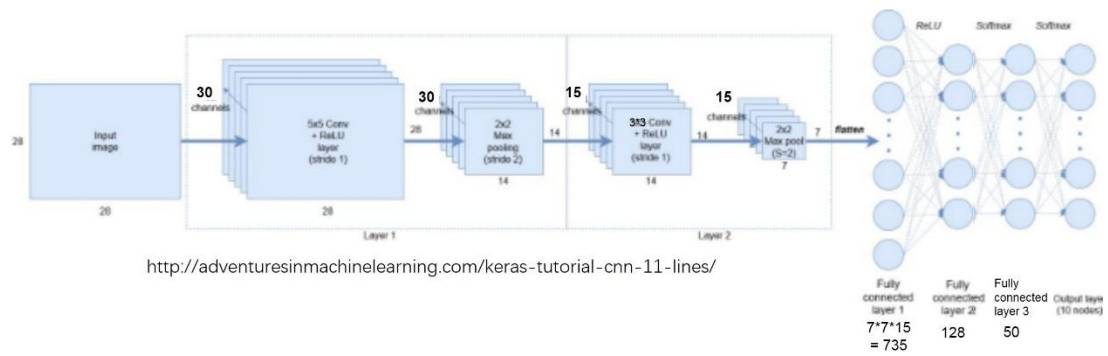 ReLU
Softmax
Softmax
30
channels
30
channels
15
channels
15
channels
Input
image
28
28
5x5 Conv
+ ReLU
layer
(stride 1)
28
28
2x2
Max
pooling
(stride 2)
14
14
Conv
+ ReLU
layer
(stride 1)
14
14
2x2
Max pool
(S=2)
7
7
flatten
Layer 1
Layer 2
http://adventuresinmachinelearning.com/keras-tutorial-cnn-11-lines/
Fully
connected
layer 1
7*7*15
= 735
Fully
connected
layer 2
128
Fully
connected
layer 3
50
Output laye
(10 nodes)